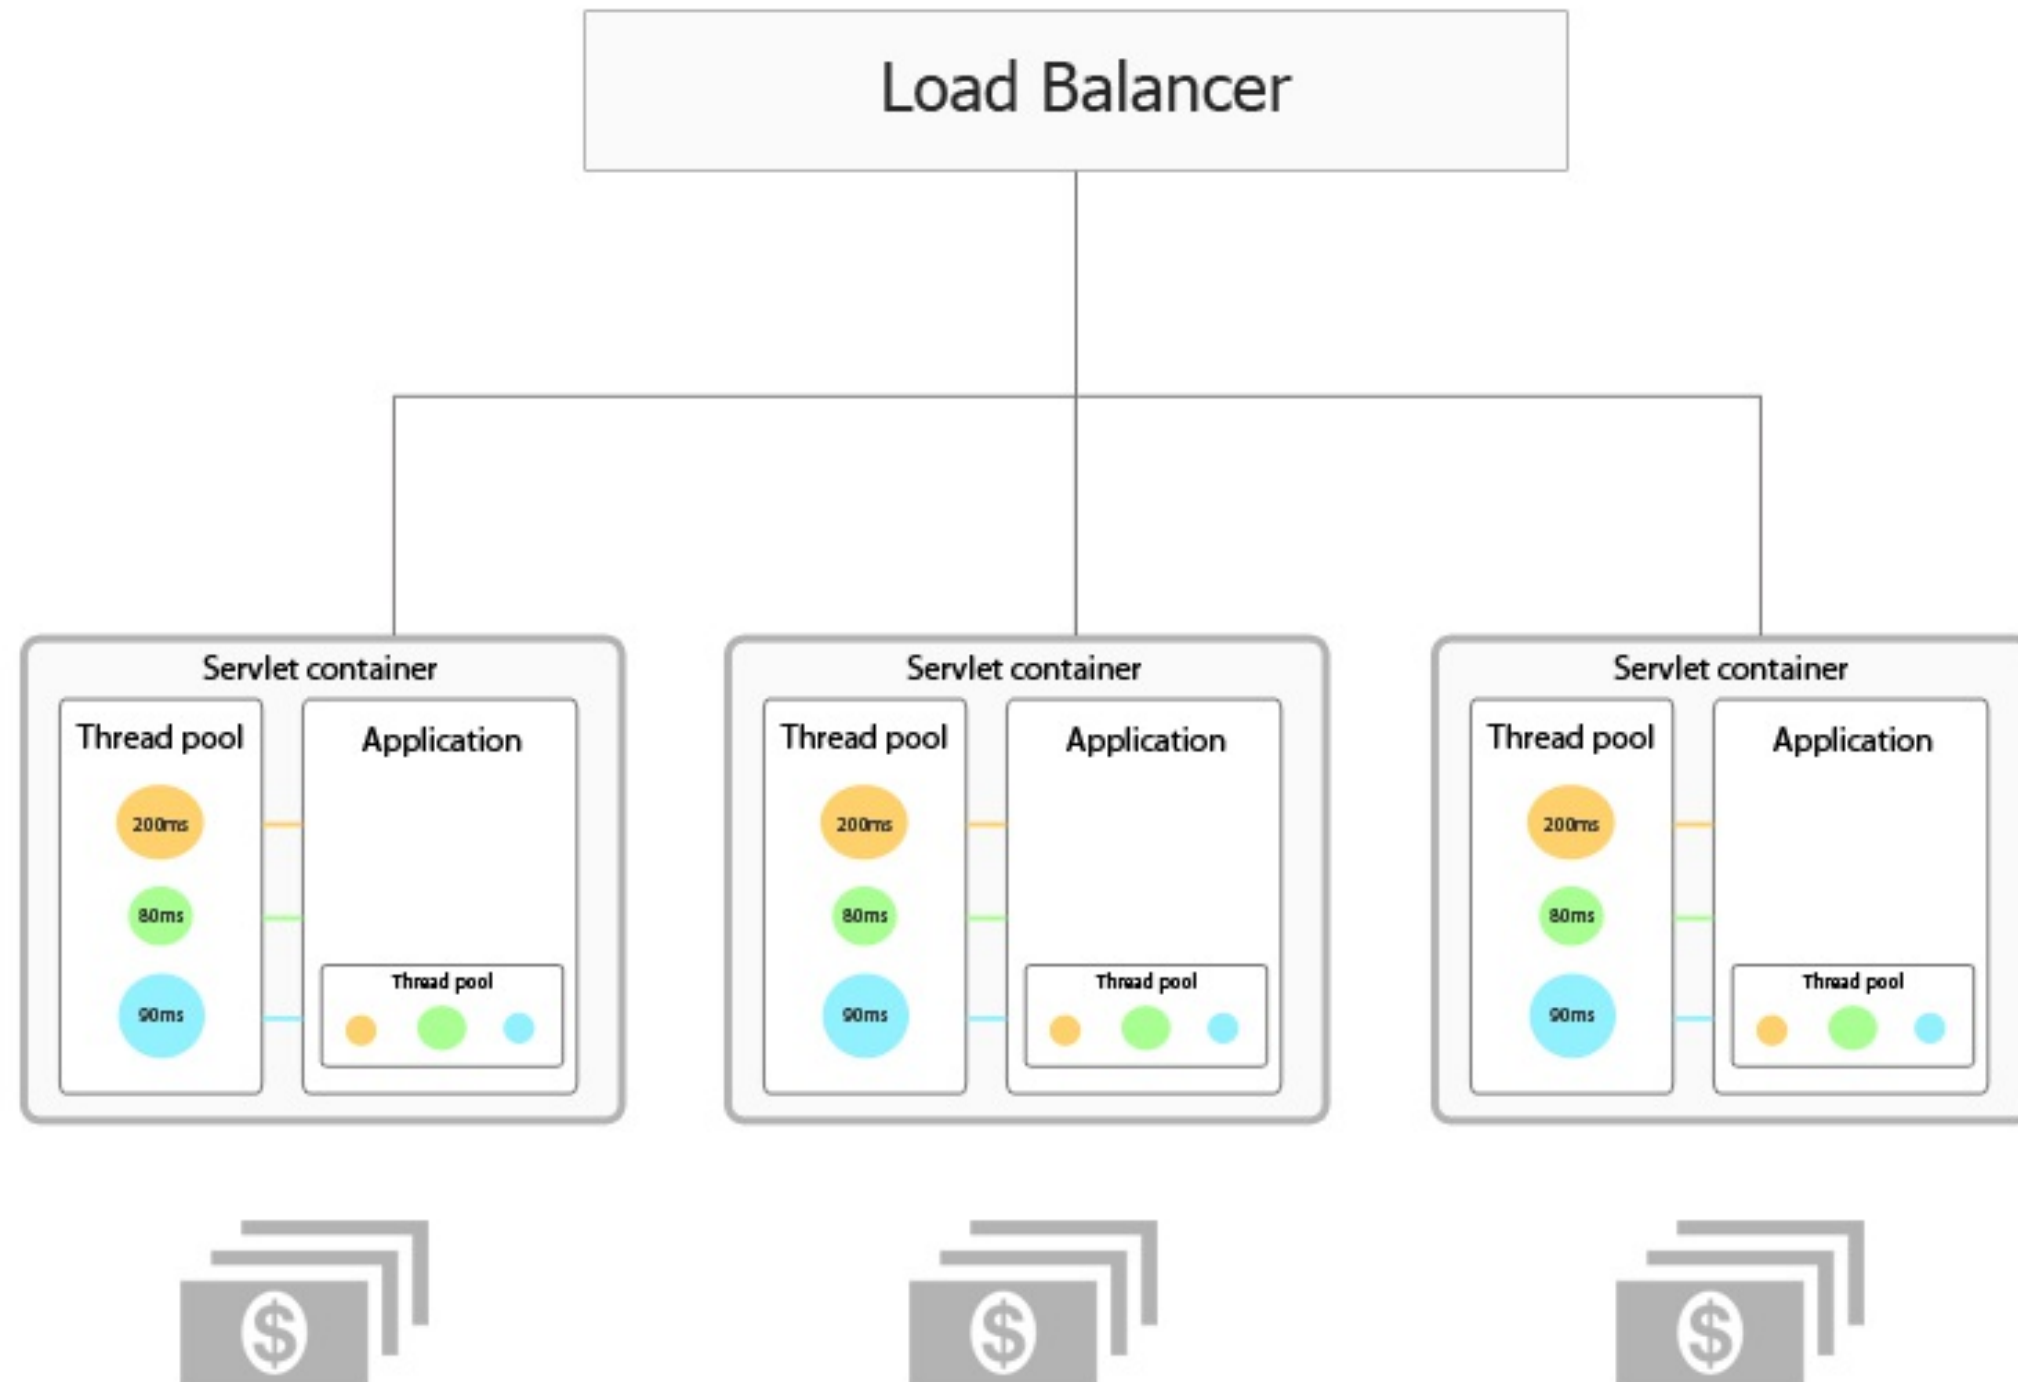 Load Balancer
Servlet container
Thread pool
Application
200ms
80ms
90ms
Thread pool
Servlet container
Thread pool
Application
200ms
80ms
90ms
Thread pool
Servlet container
Thread pool
Application
200ms
80ms
90ms
Thread pool
$
$
$